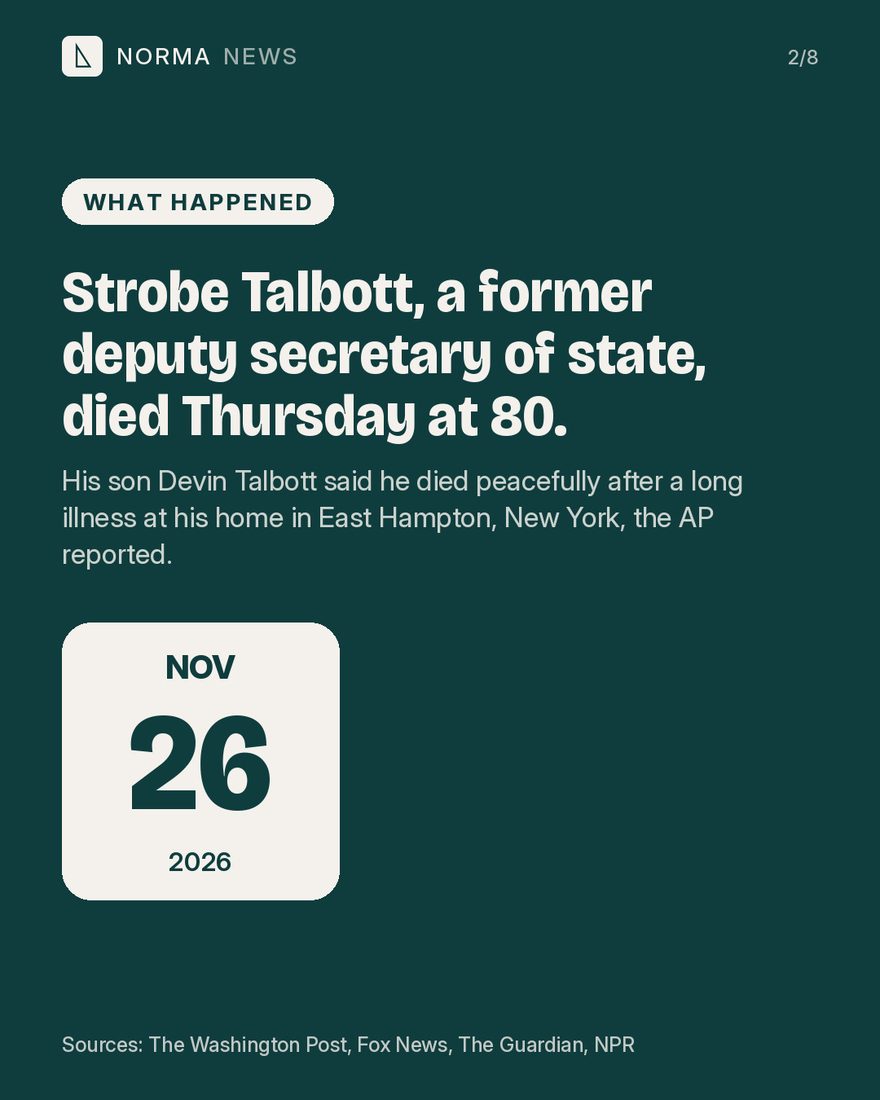 NORMA NEWS
2/8
WHAT HAPPENED
Strobe Talbott, a former
deputy secretary of state,
died Thursday at 80.
His son Devin Talbott said he died peacefully after a long
illness at his home in East Hampton, New York, the AP
reported.
NOV
26
2026
Sources: The Washington Post, Fox News, The Guardian, NPR